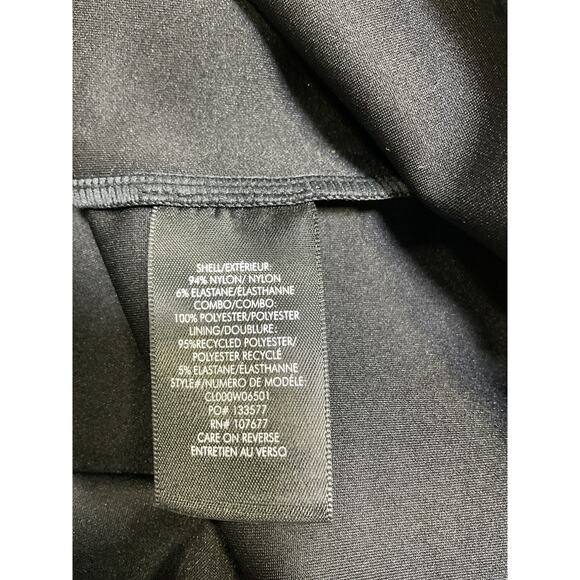 SHELL/EXTÉRIEUR:
94% NYLON/ NYLON
6% ELASTANE/ÉLASTHANNE
COMBO/COMBO:
100% POLYESTER/POLYESTER
LINING/DOUBLURE:
95%RECYCLED POLYESTER/
POLYESTER RECYCLÉ
5% ELASTANE/ÉLASTHANNE
STYLE#/NUMÉRO DE MODÈLE:
CL000W06501
PO# 133577
RN# 107677
CARE ON REVERSE
ENTRETIEN AU VERSO